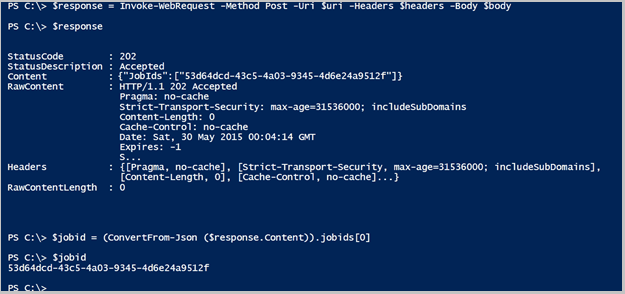 PS C:\> $response = Invoke-WebRequest -Method Post -Uri $uri -Headers $headers -Body $body
PS C:\> $response
StatusCode        : 202
StatusDescription : Accepted
Content           : {"JobIds":["53d64dcd-43c5-4a03-9345-4d6e24a9512f"]}
RawContent        : HTTP/1.1 202 Accepted
Pragma: no-cache
Strict-Transport-Security: max-age=31536000; includeSubDomains
Content-Length: 0
Cache-Control: no-cache
Date: Sat, 30 May 2015 00:04:14 GMT
Expires: -1
S...
Headers           : {[Pragma, no-cache], [Strict-Transport-Security, max-age=31536000; includeSubDomains],
[Content-Length, 0], [Cache-Control, no-cache]...}
RawContentLength  : 0
PS C:\> $jobid = (ConvertFrom-Json ($response.Content)).jobids[0]
PS C:\> $jobid
53d64dcd-43c5-4a03-9345-4d6e24a9512f
PS C:\>